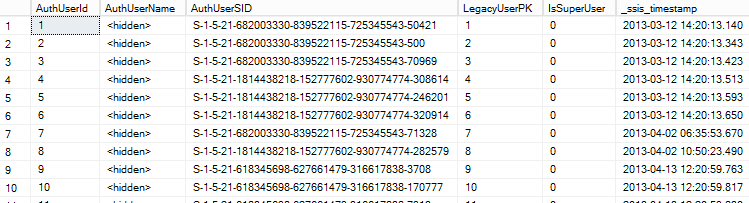 AuthUserId AuthUserName AuthUserSID LegacyUserPK IsSuperUser _ssis_timestamp
1 1 <hidden> S-1-5-21-682003330-839522115-725345543-50421 1 0 2013-03-12 14:20:13.140
2 2 <hidden> S-1-5-21-682003330-839522115-725345543-500 2 0 2013-03-12 14:20:13.343
3 3 <hidden> S-1-5-21-682003330-839522115-725345543-70969 3 0 2013-03-12 14:20:13.423
4 4 <hidden> S-1-5-21-1814438218-152777602-930774774-308614 4 0 2013-03-12 14:20:13.513
5 5 <hidden> S-1-5-21-1814438218-152777602-930774774-246201 5 0 2013-03-12 14:20:13.593
6 6 <hidden> S-1-5-21-1814438218-152777602-930774774-320914 6 0 2013-03-12 14:20:13.650
7 7 <hidden> S-1-5-21-682003330-839522115-725345543-71328 7 0 2013-04-02 06:35:53.670
8 8 <hidden> S-1-5-21-1814438218-152777602-930774774-282579 8 0 2013-04-02 10:50:23.490
9 9 <hidden> S-1-5-21-618345698-627661479-316617838-3708 9 0 2013-04-13 12:20:59.763
10 10 <hidden> S-1-5-21-618345698-627661479-316617838-170777 10 0 2013-04-13 12:20:59.817